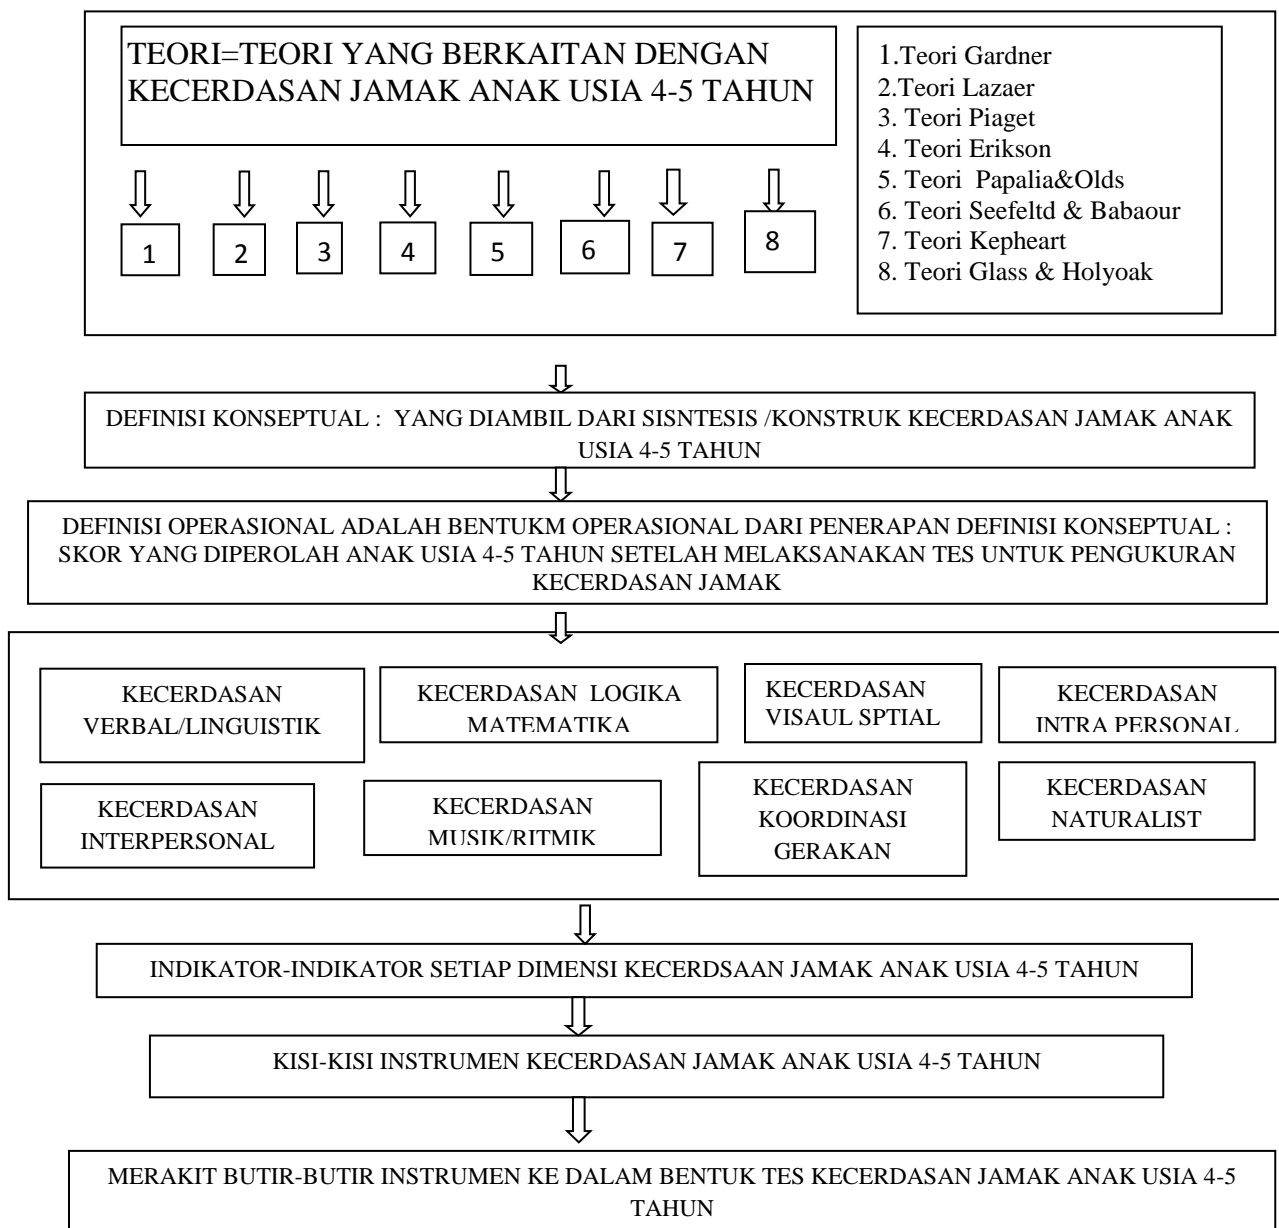 TEORI=TEORI YANG BERKAITAN DENGAN
KECERDASAN JAMAK ANAK USIA 4-5 TAHUN
1.Teori Gardner
2.Teori Lazaer
3. Teori Piaget
4. Teori Erikson
5. Teori Papalia&Olds
6. Teori Seefeltd & Babaour
7. Teori Kepheart
8. Teori Glass & Holyoak
1 2 3 4 5 6 7 8
DEFINISI KONSEPTUAL : YANG DIAMBIL DARI SISNTESIS /KONSTRUK KECERDASAN JAMAK ANAK
USIA 4-5 TAHUN
DEFINISI OPERASIONAL ADALAH BENTUKM OPERASIONAL DARI PENERAPAN DEFINISI KONSEPTUAL :
SKOR YANG DIPEROLAH ANAK USIA 4-5 TAHUN SETELAH MELAKSANAKAN TES UNTUK PENGUKURAN
KECERDASAN JAMAK
KECERDASAN
VERBAL/LINGUISTIK
KECERDASAN LOGIKA
MATEMATIKA
KECERDASAN
VISAUL SPTIAL
KECERDASAN
INTRA PERSONAL
KECERDASAN
INTERPERSONAL
KECERDASAN
MUSIK/RITMIK
KECERDASAN
KOORDINASI
GERAKAN
KECERDASAN
NATURALIST
INDIKATOR-INDIKATOR SETIAP DIMENSI KECERDSAAN JAMAK ANAK USIA 4-5 TAHUN
KISI-KISI INSTRUMEN KECERDASAN JAMAK ANAK USIA 4-5 TAHUN
MERAKIT BUTIR-BUTIR INSTRUMEN KE DALAM BENTUK TES KECERDASAN JAMAK ANAK USIA 4-5
TAHUN